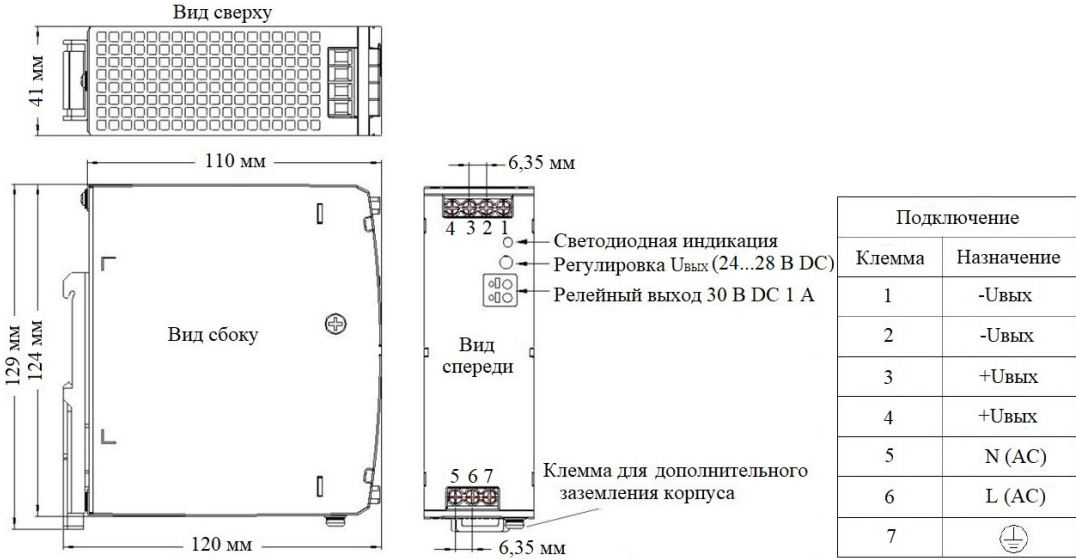 Вид сверху
41 мм
110 мм
129 мм
124 мм
Вид сбоку
120 мм
6,35 мм
4 3 2 1
Светодиодная индикация
Регулировка Uвых (24...28 В DC)
Релейный выход 30 В DC 1 А
Вид
спереди
Клемма для дополнительного
заземления корпуса
5 6 7
6,35 мм
Подключение
Клемма Назначение
1 -Uвых
2 -Uвых
3 +Uвых
4 +Uвых
5 N (AC)
6 L (AC)
7